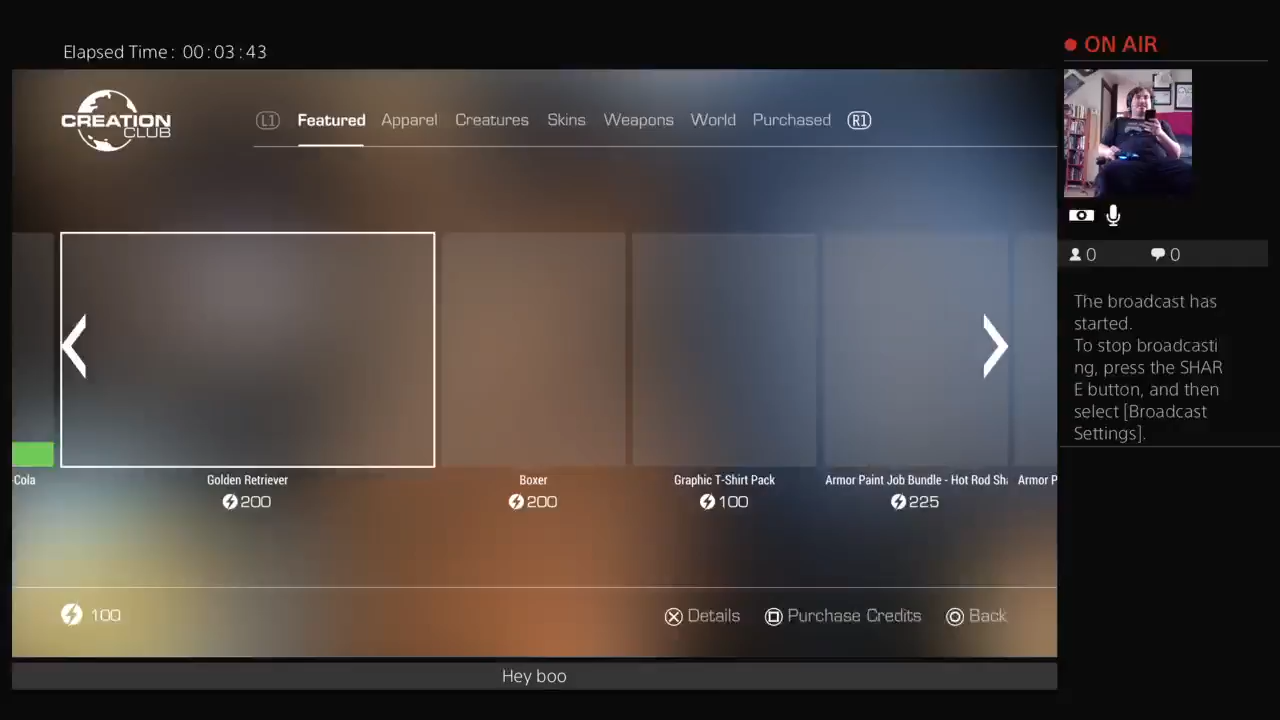 Elapsed Time: 00:03:43
ON AIR
CREATION
CLUB
L1 Featured Apparel Creatures Skins Weapons World Purchased R1
0 0
The broadcast has
started.
To stop broadcasti
ng, press the SHAR
E button, and then
select [Broadcast
Settings].
-Cola
Golden Retriever
200
Boxer
200
Graphic T-Shirt Pack
100
Armor Paint Job Bundle - Hot Rod Sh
225
Armor P
100
Details Purchase Credits Back
Hey boo